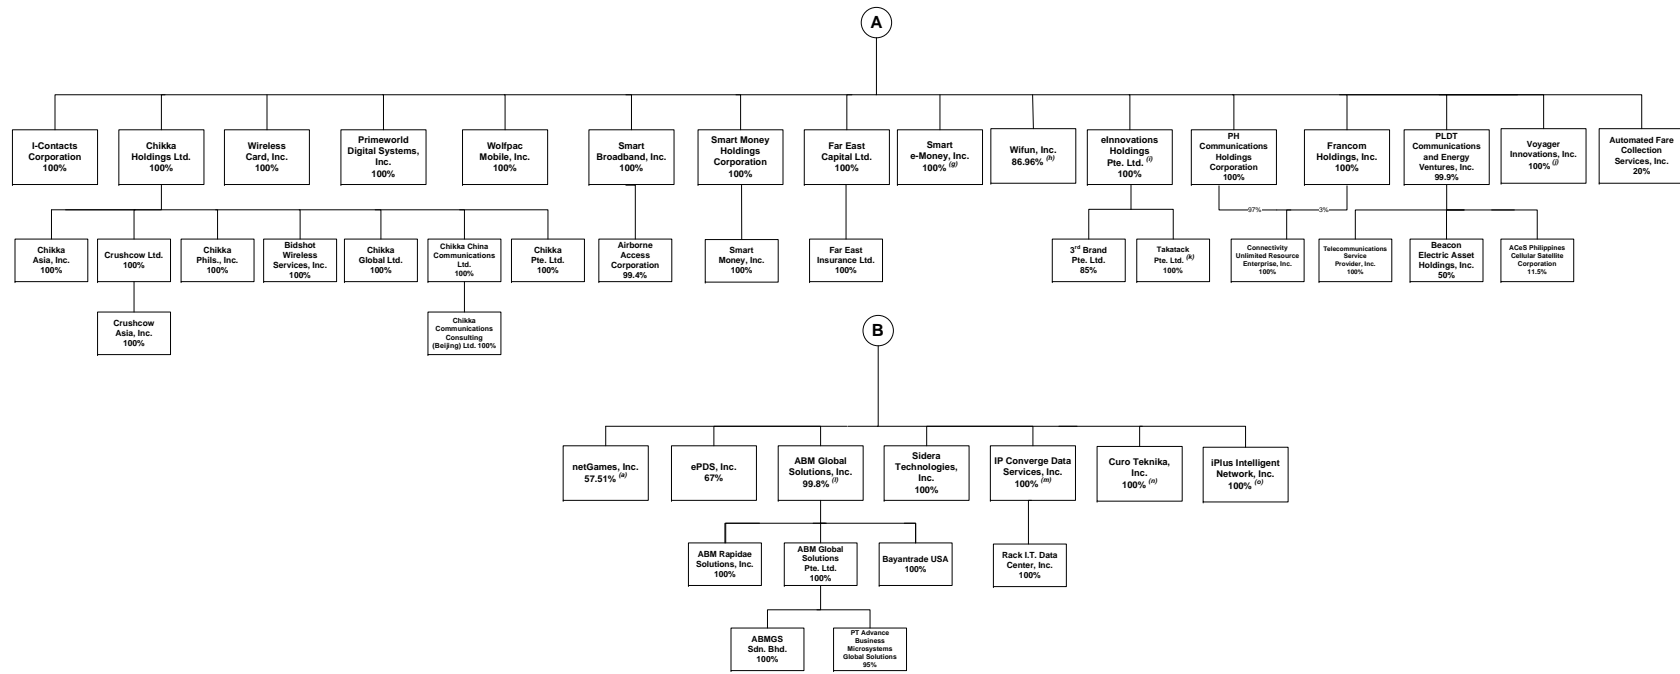 A
I-Contacts
Corporation
100%
Chikka
Holdings Ltd.
100%
Wireless
Card, Inc.
100%
Primeworld
Digital Systems,
Inc.
100%
Wolfpac
Mobile, Inc.
100%
Smart
Broadband, Inc.
100%
Smart Money
Holdings
Corporation
100%
Far East
Capital Ltd.
100%
Smart
e-Money, Inc.
100% (g)
Wifun, Inc.
86.96% (h)
eInnovations
Holdings
Pte. Ltd. (i)
100%
PH
Communications
Holdings
Corporation
100%
Francom
Holdings, Inc.
100%
PLDT
Communications
and Energy
Ventures, Inc.
99.9%
Voyager
Innovations, Inc.
100% (j)
Automated Fare
Collection
Services, Inc.
20%
97%
3%
Chikka
Asia, Inc.
100%
Crushcow Ltd.
100%
Chikka
Phils., Inc.
100%
Bidshot
Wireless
Services, Inc.
100%
Chikka
Global Ltd.
100%
Chikka China
Communications
Ltd.
100%
Chikka
Pte. Ltd.
100%
Airborne
Access
Corporation
99.4%
Smart
Money, Inc.
100%
Far East
Insurance Ltd.
100%
3rd Brand
Pte. Ltd.
85%
Takatack
Pte. Ltd. (k)
100%
Connectivity
Unlimited Resource
Enterprise, Inc.
100%
Telecommunications
Service
Provider, Inc.
100%
Beacon
Electric Asset
Holdings, Inc.
50%
ACeS Philippines
Cellular Satellite
Corporation
11.5%
Crushcow
Asia, Inc.
100%
Chikka
Communications
Consulting
(Beijing) Ltd. 100%
B
netGames, Inc.
57.51% (a)
ePDS, Inc.
67%
ABM Global
Solutions, Inc.
99.8% (l)
Sidera
Technologies,
Inc.
100%
IP Converge Data
Services, Inc.
100% (m)
Curo Teknika,
Inc.
100% (n)
iPlus Intelligent
Network, Inc.
100% (o)
ABM Rapidae
Solutions, Inc.
100%
ABM Global
Solutions
Pte. Ltd.
100%
Bayantrade USA
100%
Rack I.T. Data
Center, Inc.
100%
ABMGS
Sdn. Bhd.
100%
PT Advance
Business
Microsystems
Global Solutions
95%